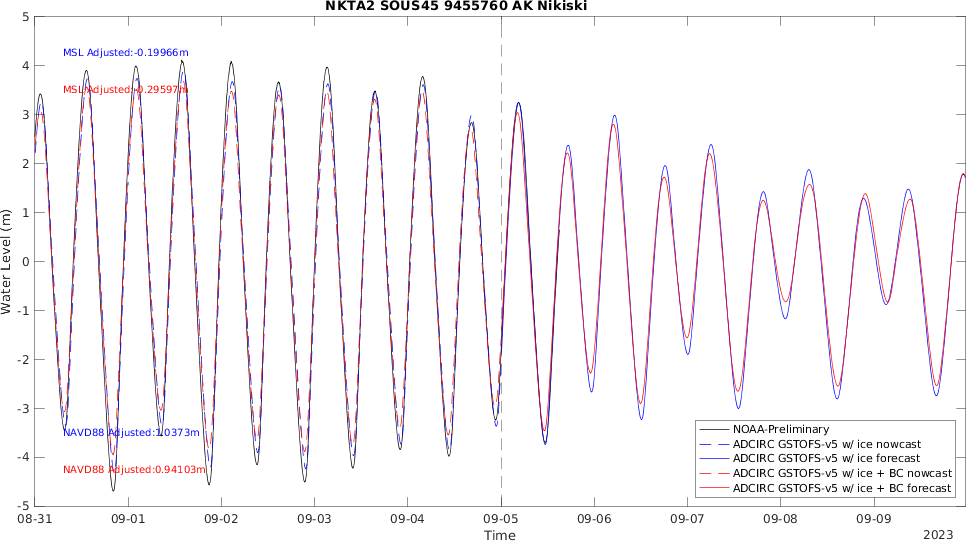 NKTA2 SOUS45 9455760 AK Nikiski
5
4
3
2
1
0
-1
-2
-3
-4
-5
Water Level (m)
MSL Adjusted:-0.19966m
MSL Adjusted:-0.29597m
NAVD88 Adjusted:1.0373m
NAVD88 Adjusted:0.94103m
NOAA-Preliminary
ADCIRC GSTOFS-v5 w/ ice nowcast
ADCIRC GSTOFS-v5 w/ ice forecast
ADCIRC GSTOFS-v5 w/ ice + BC nowcast
ADCIRC GSTOFS-v5 w/ ice + BC forecast
08-31 09-01 09-02 09-03 09-04 09-05 09-06 09-07 09-08 09-09
Time
2023